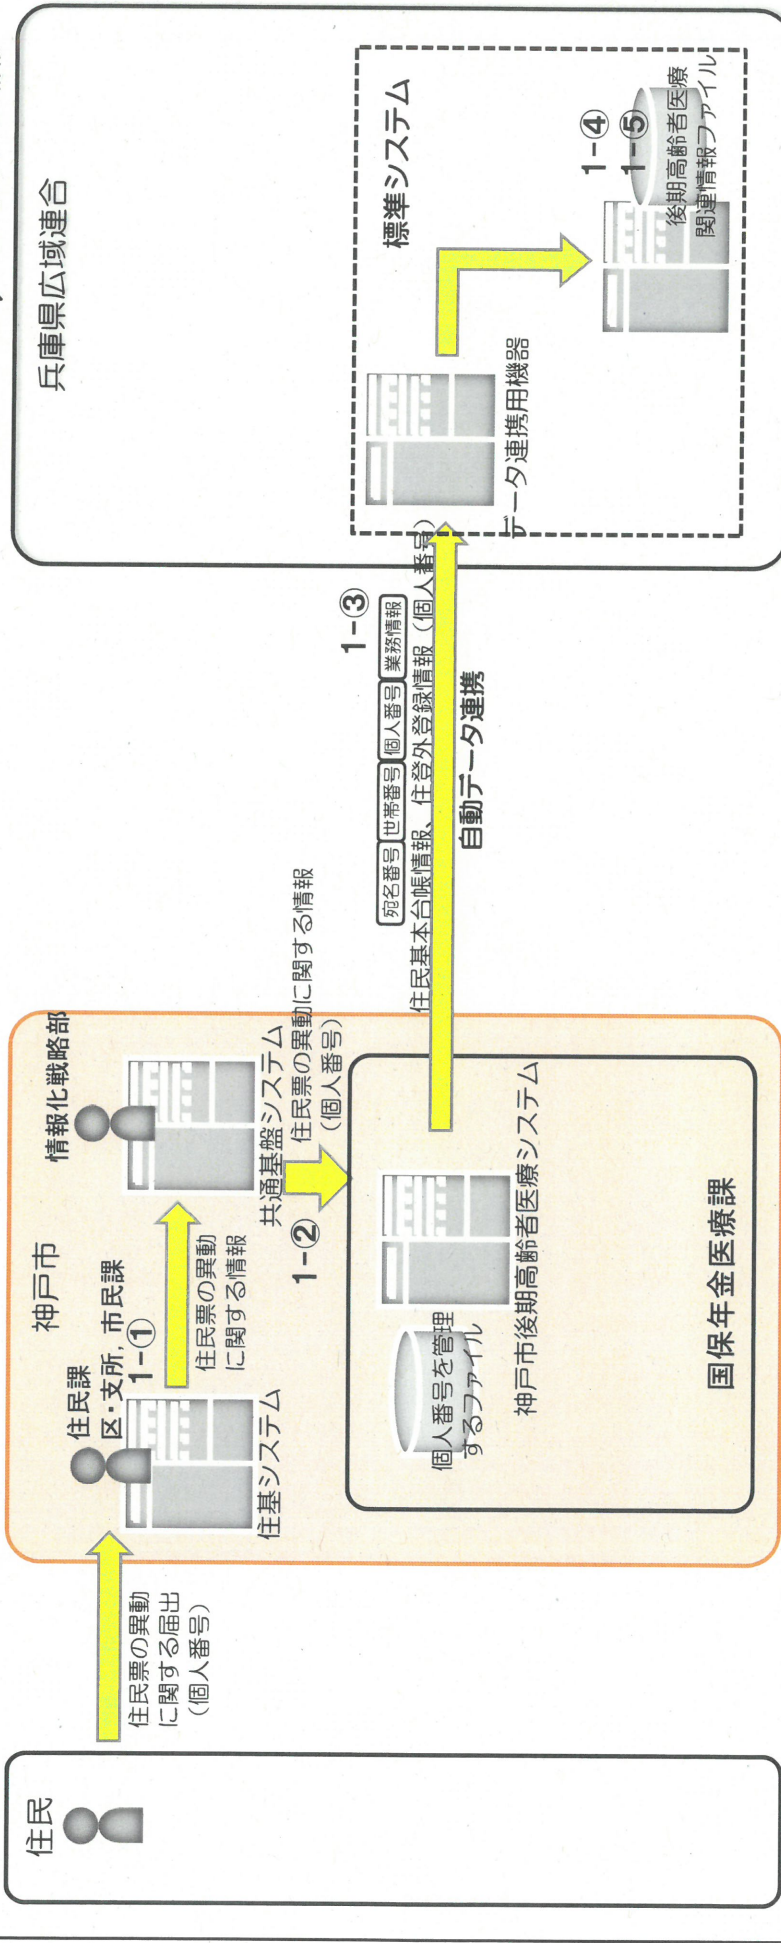 住民
住民票の異動
に関する届出
(個人番号)
神戸市
住民課
区・支所, 市民課
1-①
住基システム
住民票の異動
に関する情報
情報化戦略部
共通基盤システム
1-②
住民票の異動に関する情報
(個人番号)
個人番号を管理
するファイル
神戸市後期高齢者医療システム
国保年金医療課
1-③
宛名番号 世帯番号 個人番号 業務情報
住民基本台帳情報、住登外登録情報(個人番号)
自動データ連携
兵庫県広域連合
標準システム
データ連携用機器
1-④
1-⑤
後期高齢者医療
関連情報ファイル